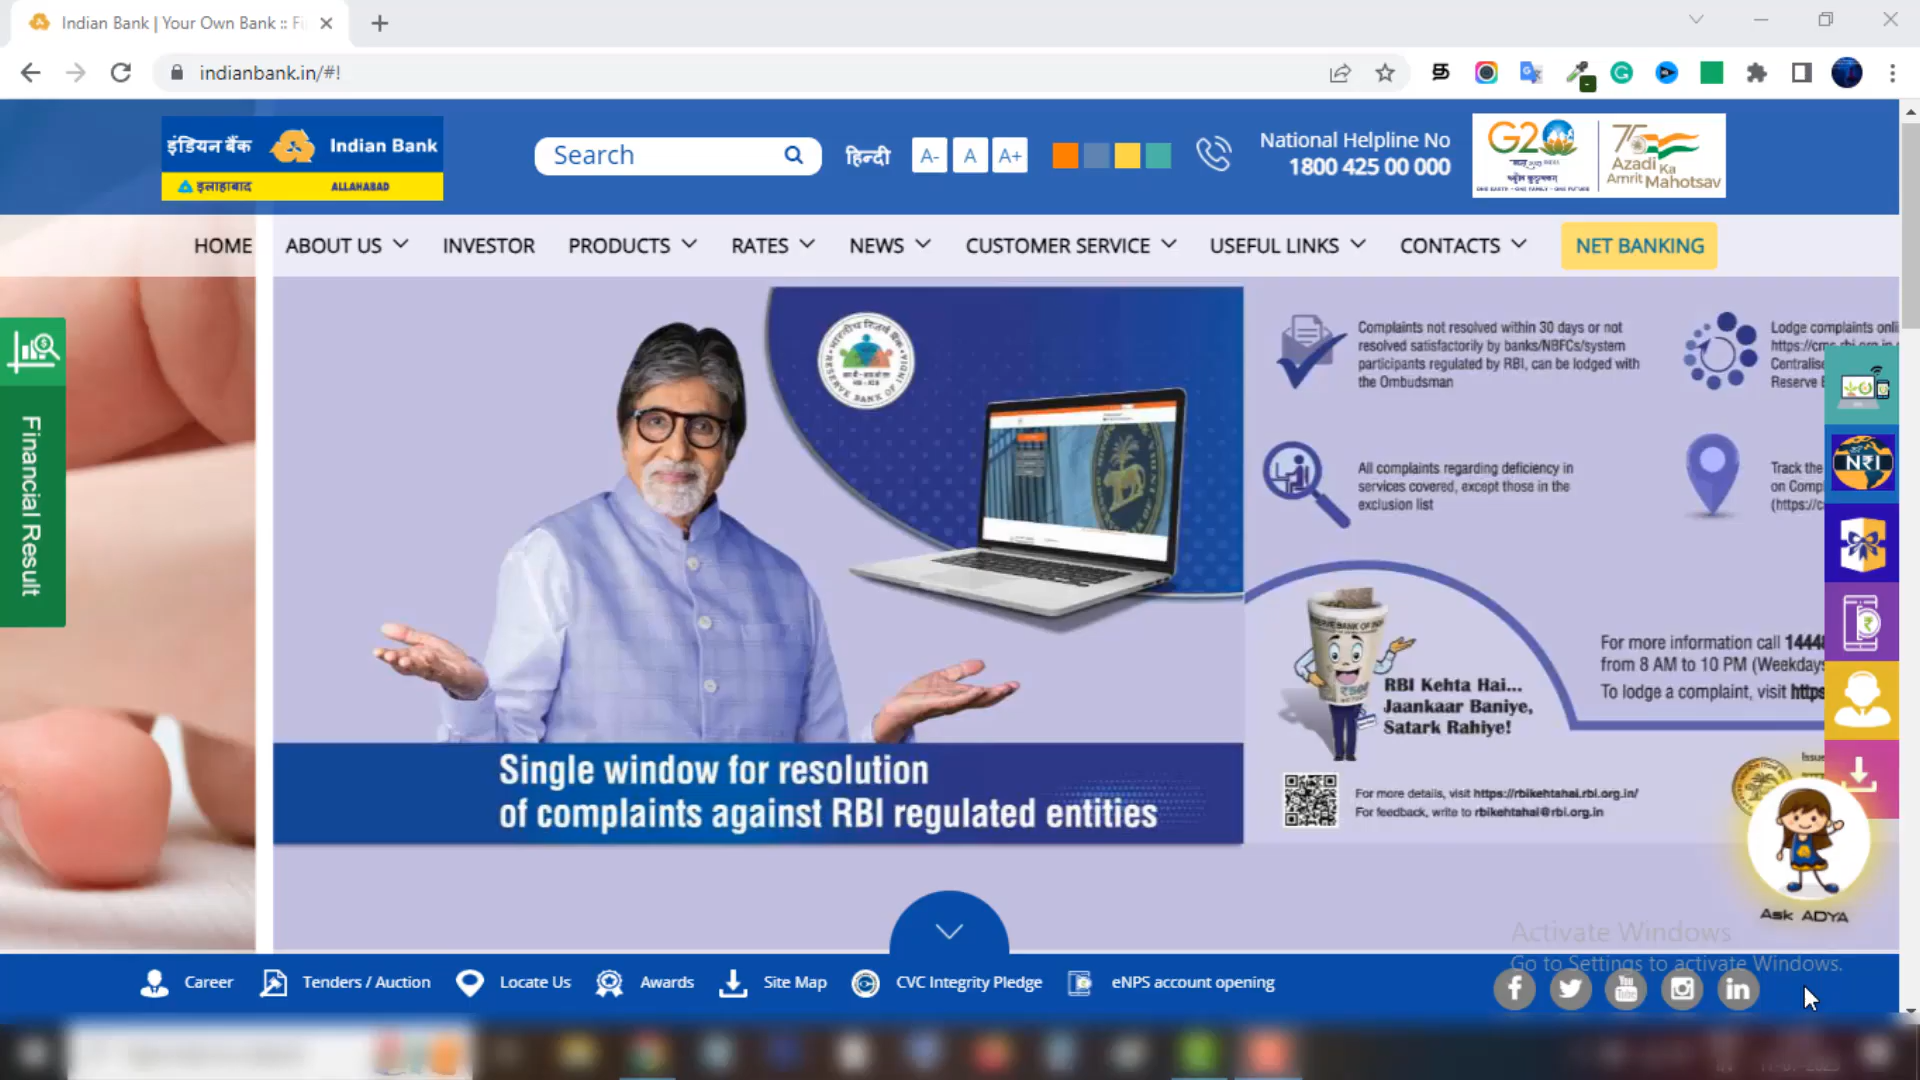 Indian Bank | Your Own Bank :: Fi
indianbank.in/#!
इंडियन बैंक Indian Bank
इलाहाबाद ALLAHABAD
Search
हिन्दी
A- A A+
National Helpline No
1800 425 00 000
G20
ONE EARTH • ONE FAMILY • ONE FUTURE
75
Azadi Ka
Amrit Mahotsav
HOME ABOUT US INVESTOR PRODUCTS RATES NEWS CUSTOMER SERVICE USEFUL LINKS CONTACTS NET BANKING
Financial Result
भारतीय रिज़र्व बैंक
RESERVE BANK OF INDIA
Complaints not resolved within 30 days or not
resolved satisfactorily by banks/NBFCs/system
participants regulated by RBI, can be lodged with
the Ombudsman
Lodge complaints onli
https://cms.rbi.org.in
Centralise
Reserve B
All complaints regarding deficiency in
services covered, except those in the
exclusion list
Track the
on Comp
(https://c
NRI
For more information call 14448
from 8 AM to 10 PM (Weekdays
To lodge a complaint, visit https
RBI Kehta Hai...
Jaankaar Baniye,
Satark Rahiye!
Single window for resolution
of complaints against RBI regulated entities
For more details, visit https://rbikehtahai.rbi.org.in/
For feedback, write to rbikehtahai@rbi.org.in
Issue
Ask ADYA
Activate Windows
Go to Settings to activate Windows.
Career Tenders / Auction Locate Us Awards Site Map CVC Integrity Pledge eNPS account opening